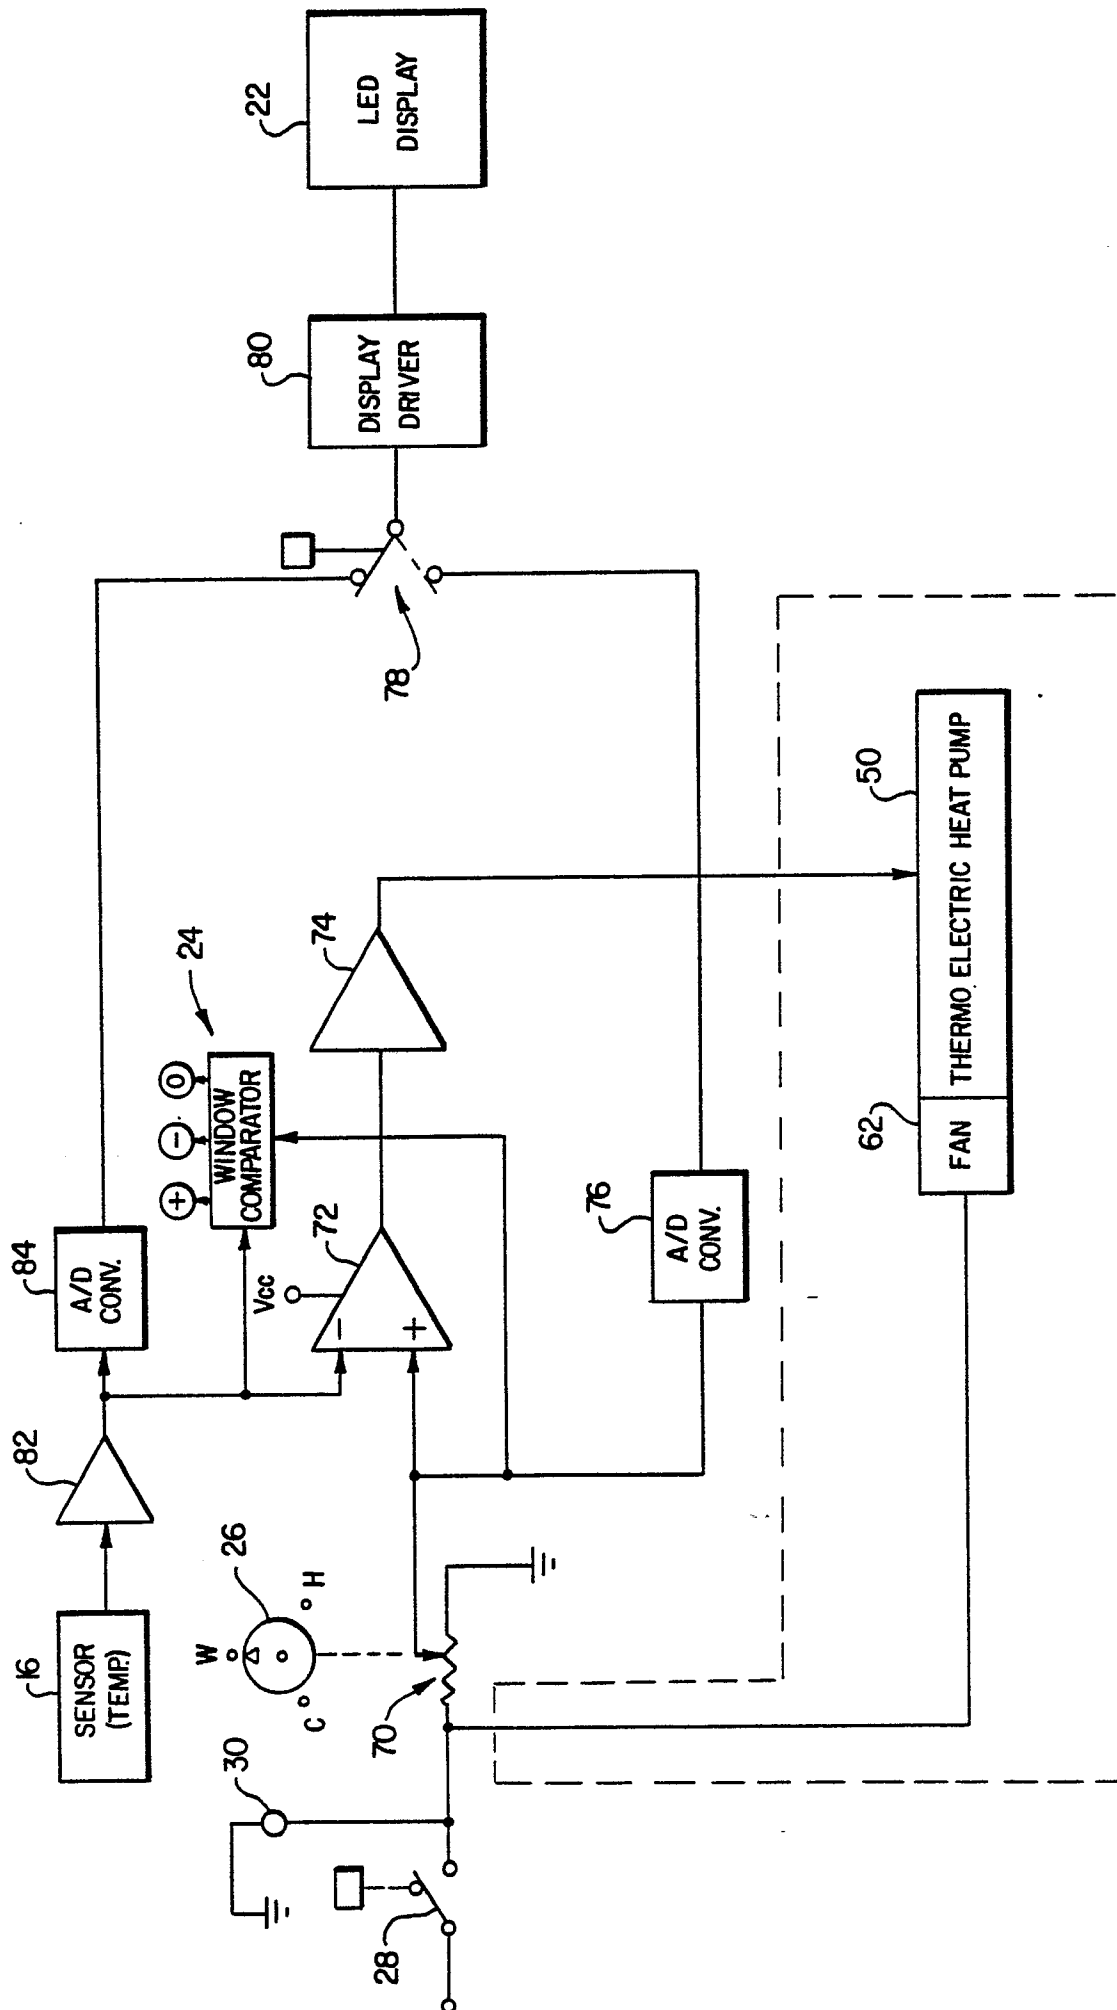 16
SENSOR
(TEMP.)
82
84
A/D
CONV.
24
+
-
0
WINDOW
COMPARATOR
Vcc
72
-
+
74
78
80
DISPLAY
DRIVER
22
LED
DISPLAY
30
28
26
W
C
H
70
76
A/D
CONV.
62
FAN
50
THERMO ELECTRIC HEAT PUMP